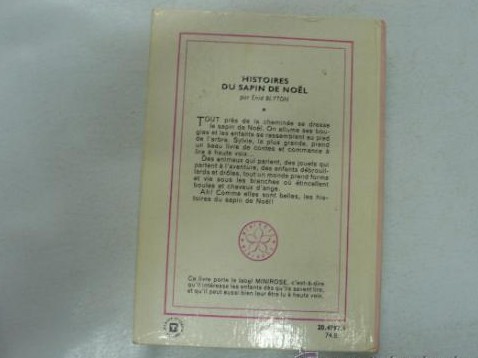 HISTOIRES
DU SAPIN DE NOËL
par Enid BLYTON
TOUT près de la cheminée se dresse
le sapin de Noël. On allume ses bou-
gies et les enfants se rassemblent au pied
de l'arbre. Sylvie, la plus grande, prend
un beau livre de contes et commence à
lire à haute voix...
Des animaux qui parlent, des jouets qui
partent à l'aventure, des enfants débrouil-
lards et drôles, tout un monde prend forme
et vie sous les branches où étincellent
boules et cheveux d'ange.
Ah! Comme elles sont belles, les his-
toires du sapin de Noël!
Ce livre porte le label MINIROSE, c'est-à-dire
qu'il intéresse les enfants dès qu'ils savent lire,
et qu'il peut aussi bien leur être lu à haute voix.